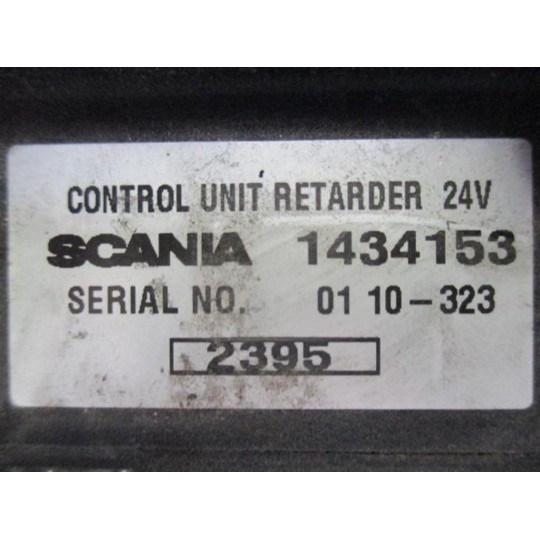 CONTROL UNIT RETARDER 24V
SCANIA 1434153
SERIAL NO. 01 10-323
2395